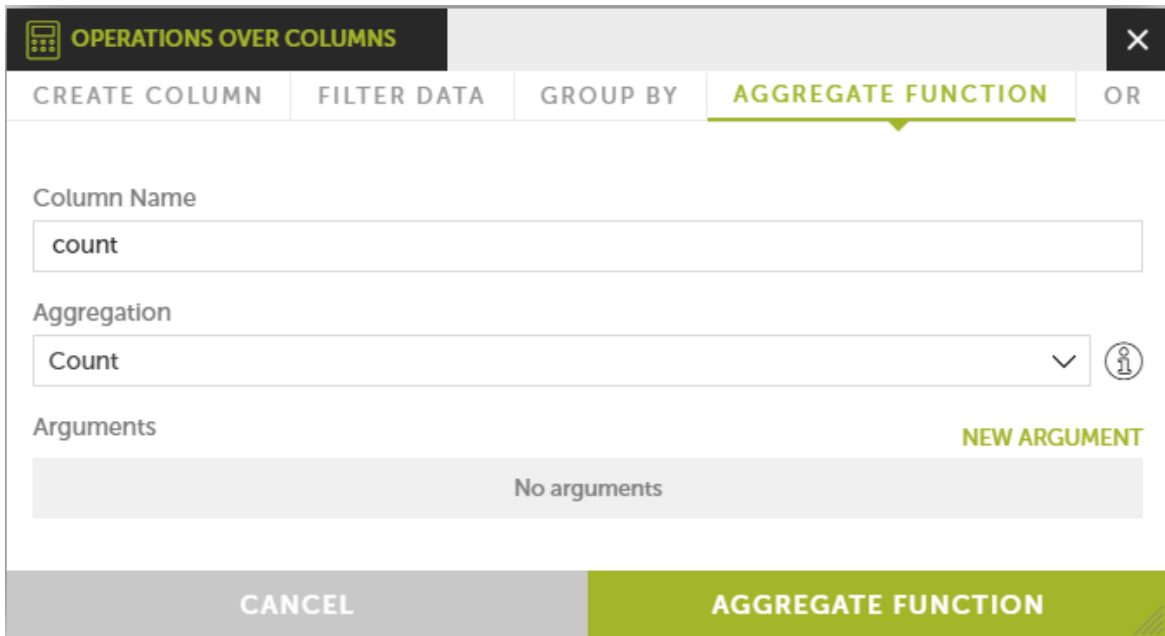 OPERATIONS OVER COLUMNS
CREATE COLUMN FILTER DATA GROUP BY AGGREGATE FUNCTION OR
Column Name
count
Aggregation
Count
Arguments
NEW ARGUMENT
No arguments
CANCEL AGGREGATE FUNCTION